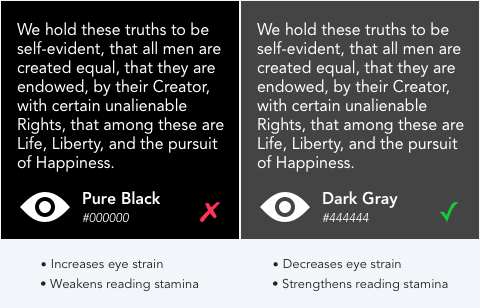 We hold these truths to be
self-evident, that all men are
created equal, that they are
endowed, by their Creator,
with certain unalienable
Rights, that among these are
Life, Liberty, and the pursuit
of Happiness.
Pure Black
#000000
• Increases eye strain
• Weakens reading stamina
We hold these truths to be
self-evident, that all men are
created equal, that they are
endowed, by their Creator,
with certain unalienable
Rights, that among these are
Life, Liberty, and the pursuit
of Happiness.
Dark Gray
#444444
• Decreases eye strain
• Strengthens reading stamina